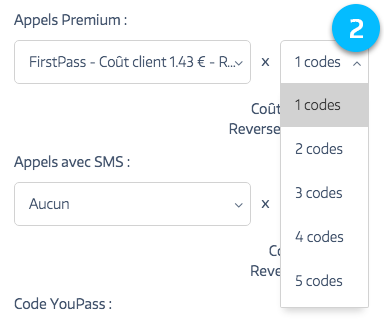 2
Appels Premium :
FirstPass - Coût client 1.43 € - R... x 1 codes
1 codes
Coût
Reverse
2 codes
Appels avec SMS :
3 codes
Aucun x
4 codes
Co
Reve
5 codes
Code YouPass :